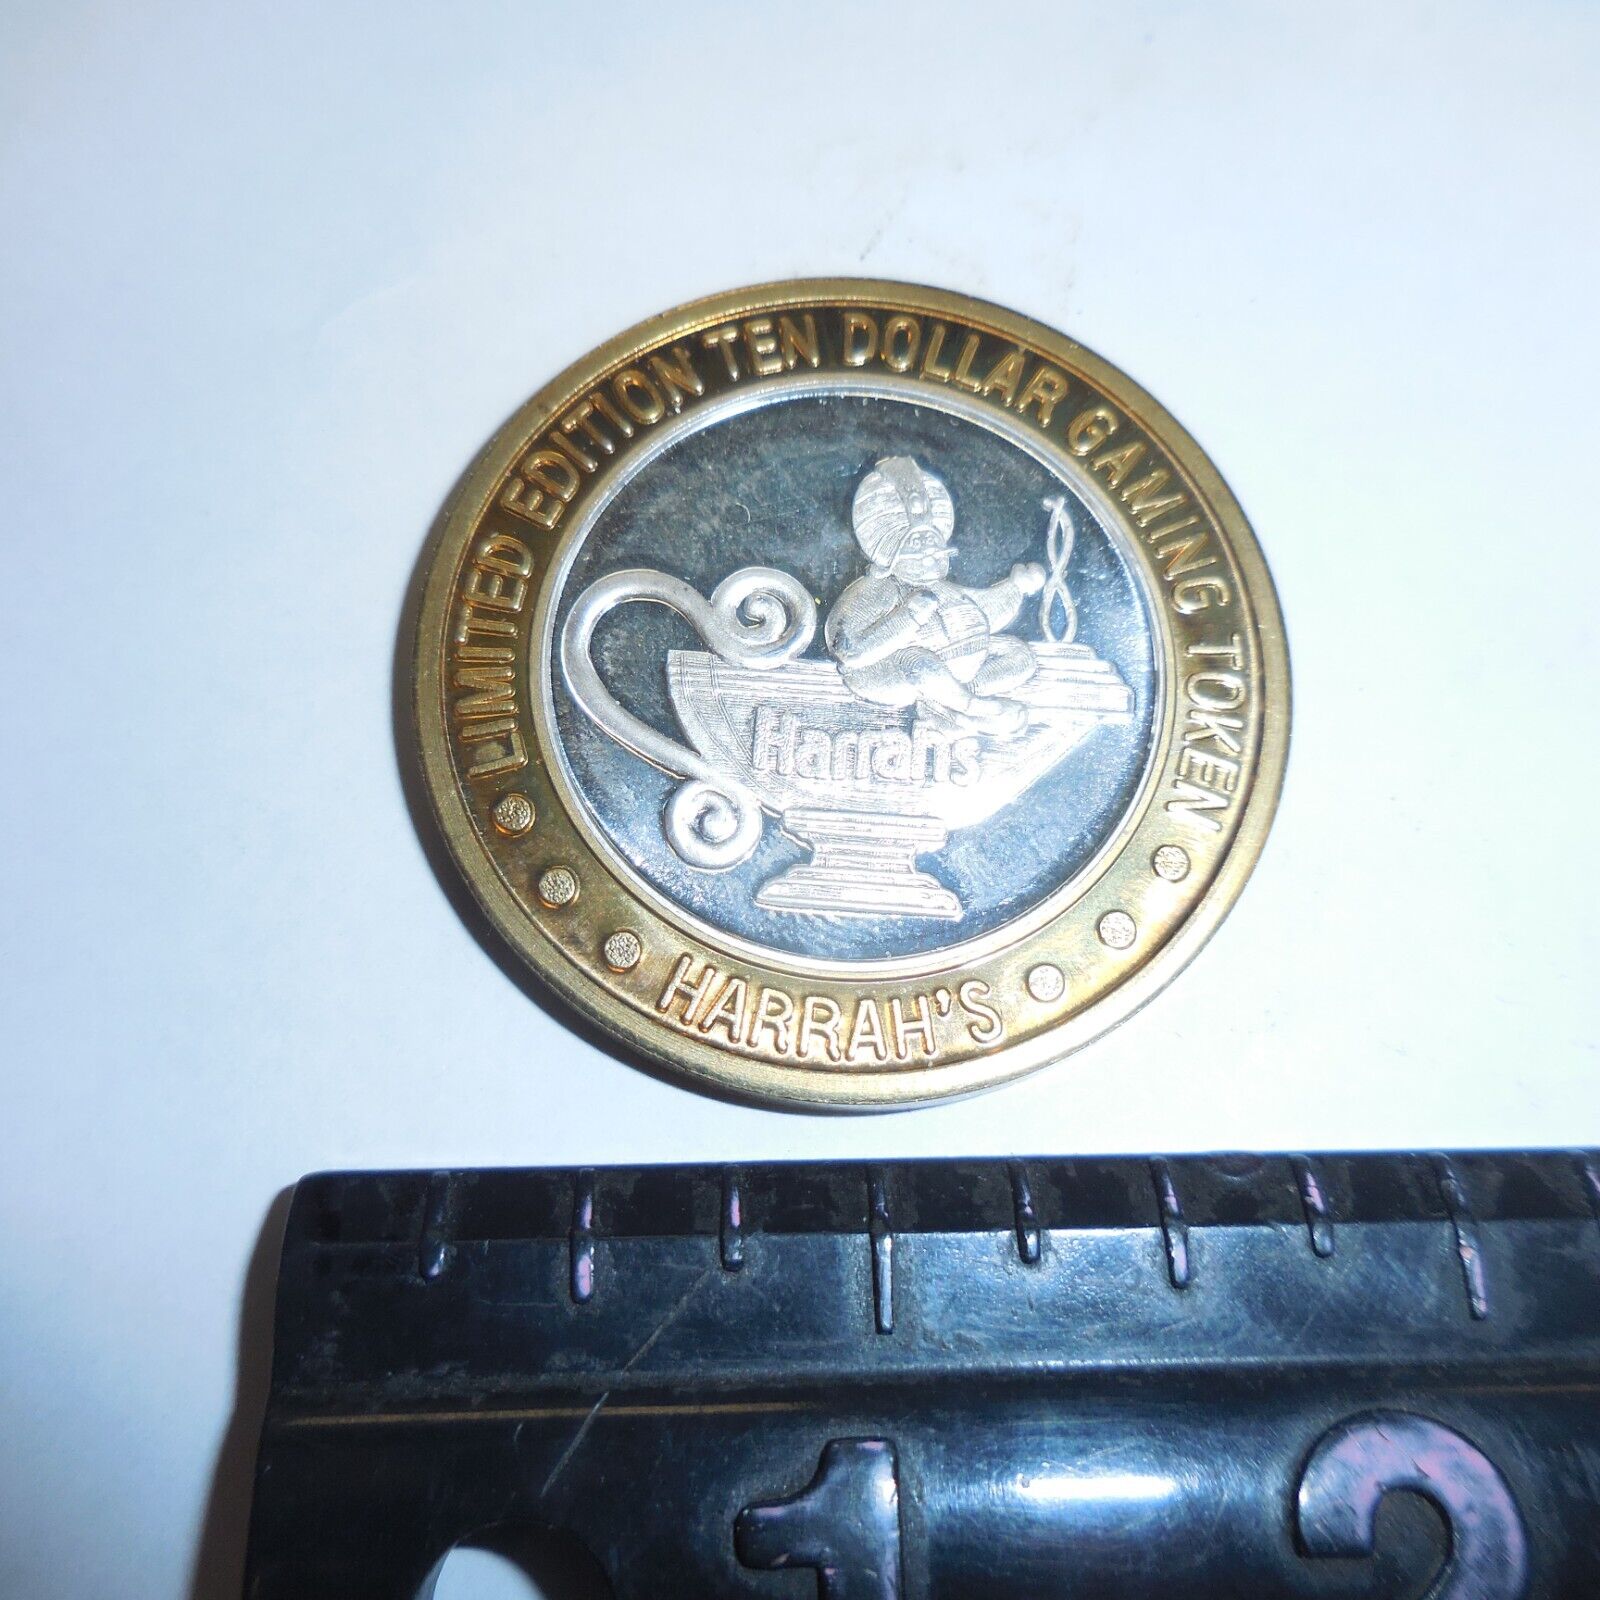 LIMITED EDITION TEN DOLLAR GAMING TOKEN
Harrah's
HARRAH'S
1 2